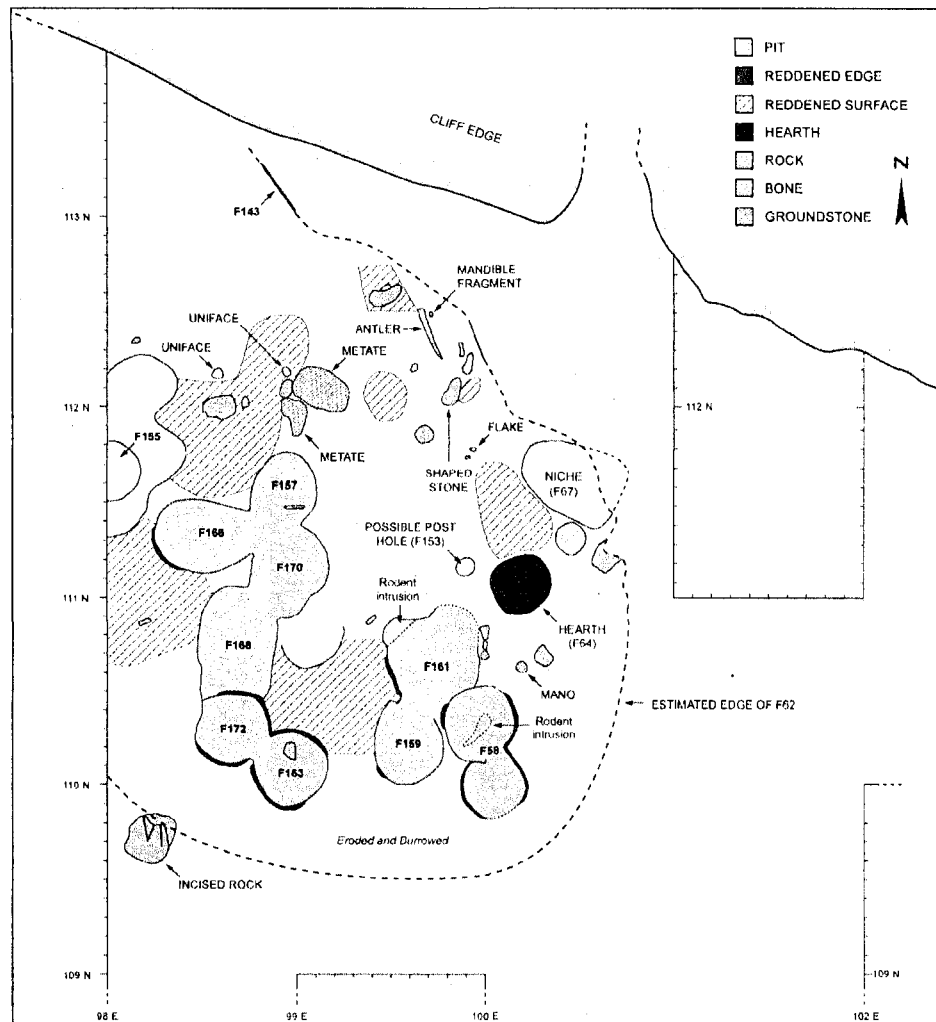 PIT
REDDENED EDGE
REDDENED SURFACE
HEARTH
ROCK
BONE
GROUNDSTONE
N
CLIFF EDGE
F143
113 N
MANDIBLE
FRAGMENT
ANTLER
UNIFACE
METATE
UNIFACE
112 N
112 N
F155
METATE
FLAKE
SHAPED
STONE
NICHE
(F67)
F157
F166
POSSIBLE POST
HOLE (F153)
F170
Rodent
intrusion
111 N
HEARTH
(F64)
F168
F161
MANO
ESTIMATED EDGE OF F62
F172
Rodent
intrusion
F159
F58
F163
110 N
110 N
Eroded and Burrowed
INCISED ROCK
109 N
109 N
98 E
99 E
100 E
102 E